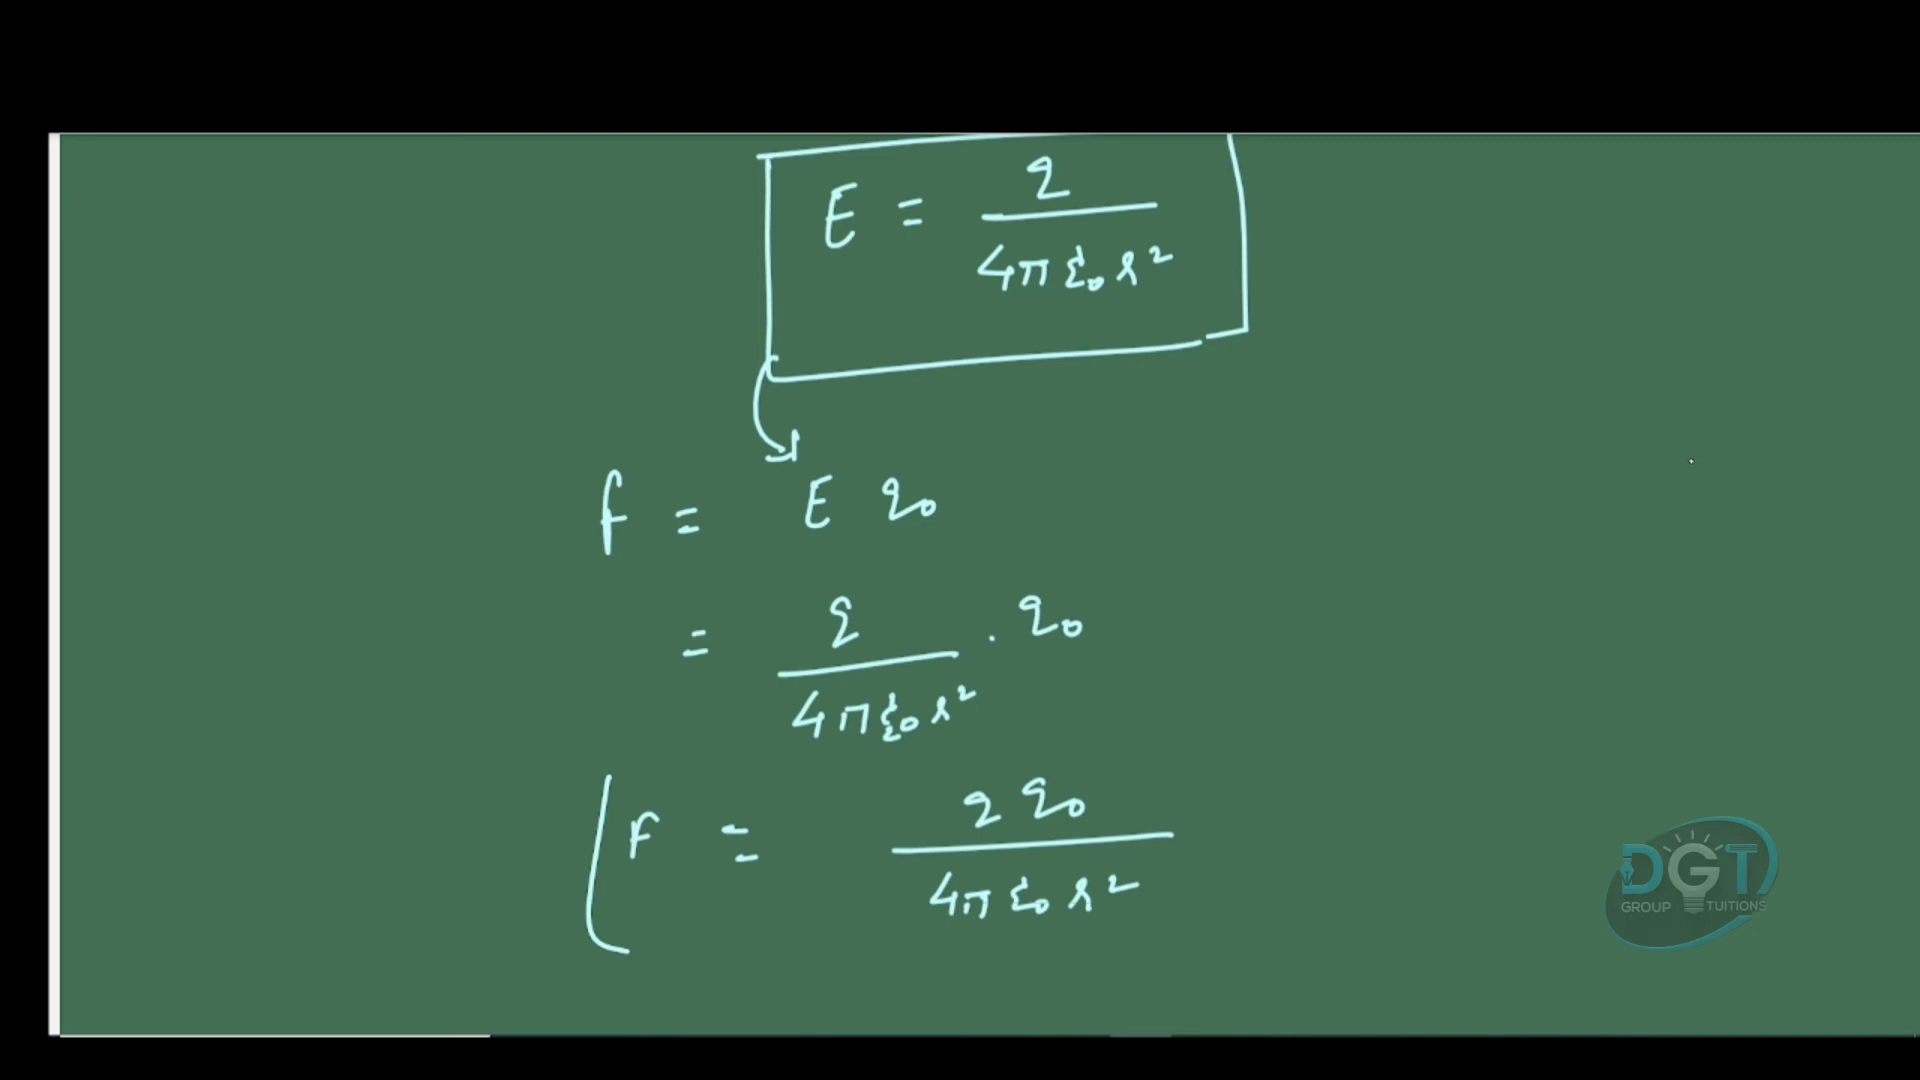 E = q / 4πε₀r²
f = E q₀
= q / 4πε₀r² . q₀
F = q q₀ / 4πε₀r²
DGT
GROUP TUITIONS